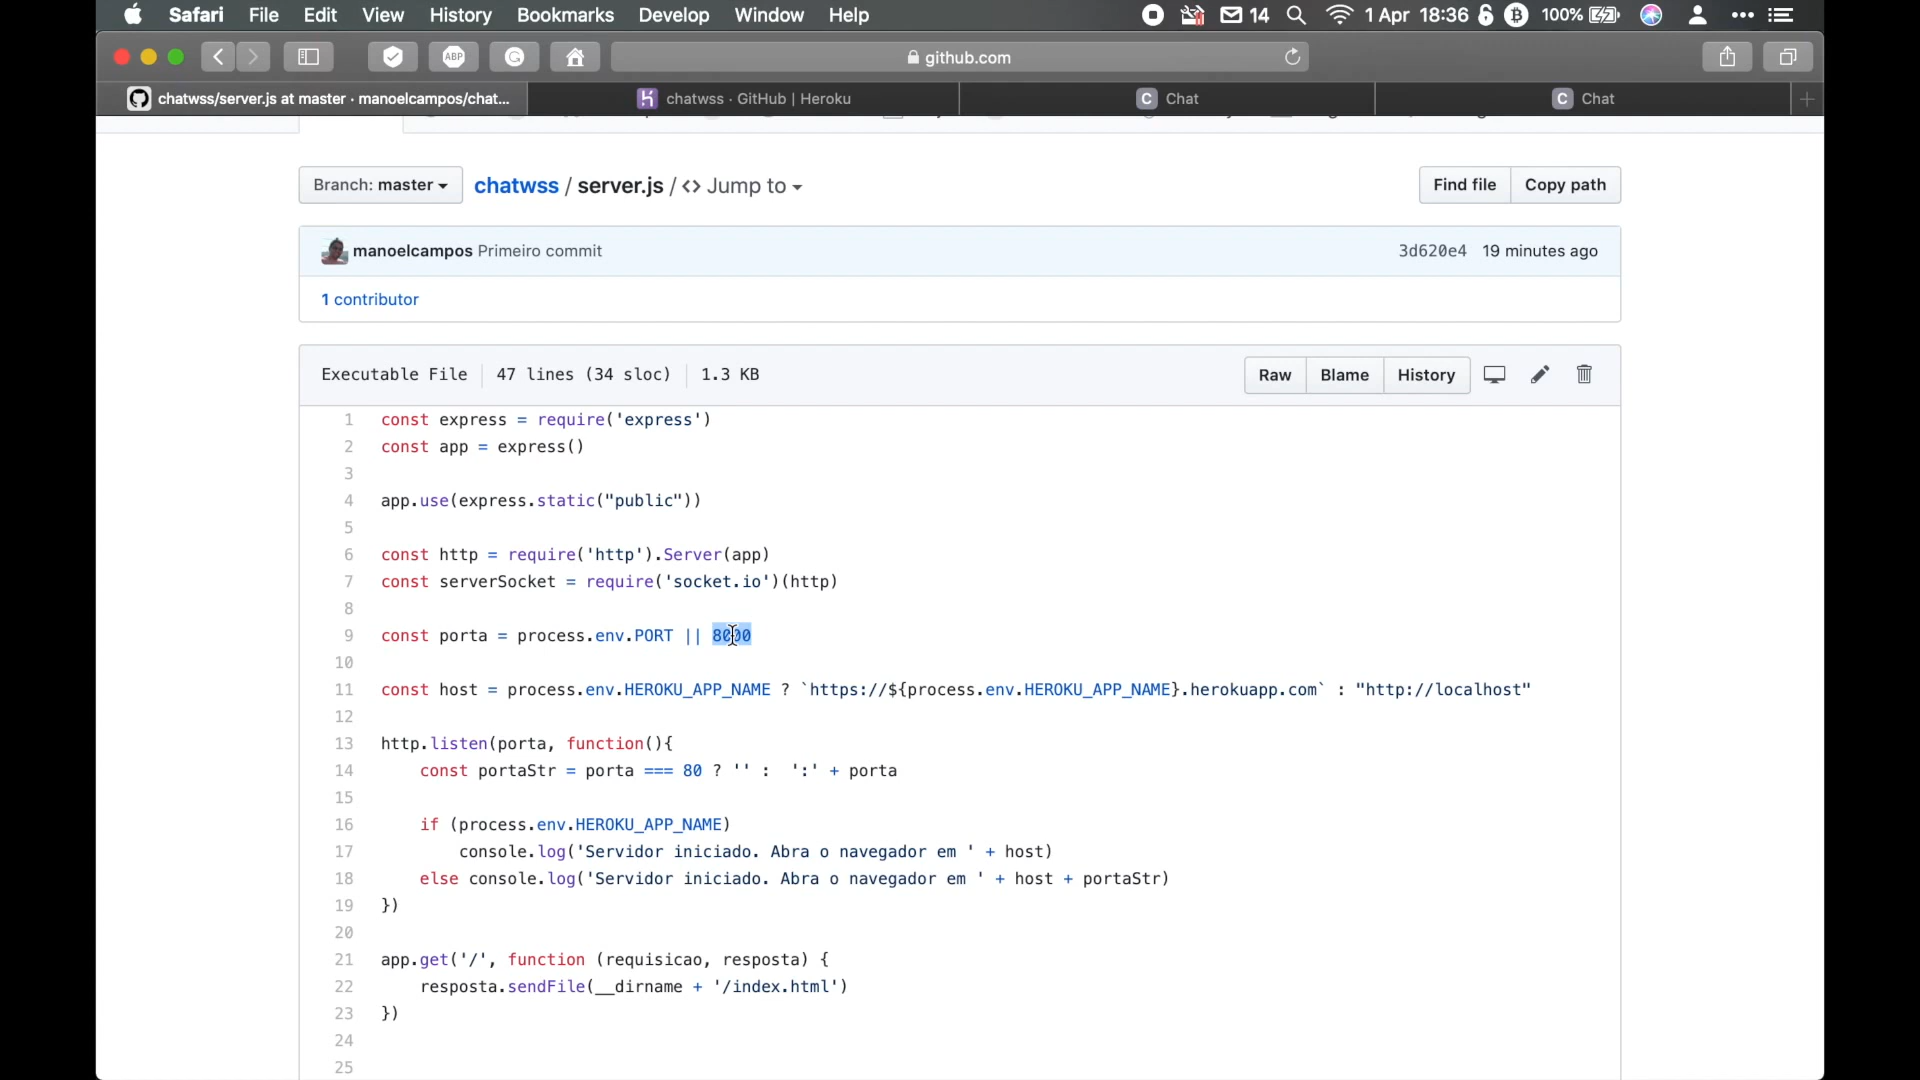 Safari File Edit View History Bookmarks Develop Window Help 14 1 Apr 18:36 100%
ABP github.com
chatwss/server.js at master · manoelcampos/chat... chatwss · GitHub | Heroku C Chat C Chat
Branch: master chatwss / server.js / <> Jump to Find file Copy path
manoelcampos Primeiro commit 3d620e4 19 minutes ago
1 contributor
Executable File 47 lines (34 sloc) 1.3 KB Raw Blame History
1 const express = require('express')
2 const app = express()
3
4 app.use(express.static("public"))
5
6 const http = require('http').Server(app)
7 const serverSocket = require('socket.io')(http)
8
9 const porta = process.env.PORT || 8000
10
11 const host = process.env.HEROKU_APP_NAME ? `https://${process.env.HEROKU_APP_NAME}.herokuapp.com` : "http://localhost"
12
13 http.listen(porta, function(){
14 const portaStr = porta === 80 ? '' : ':' + porta
15
16 if (process.env.HEROKU_APP_NAME)
17 console.log('Servidor iniciado. Abra o navegador em ' + host)
18 else console.log('Servidor iniciado. Abra o navegador em ' + host + portaStr)
19 })
20
21 app.get('/', function (requisicao, resposta) {
22 resposta.sendFile(__dirname + '/index.html')
23 })
24
25